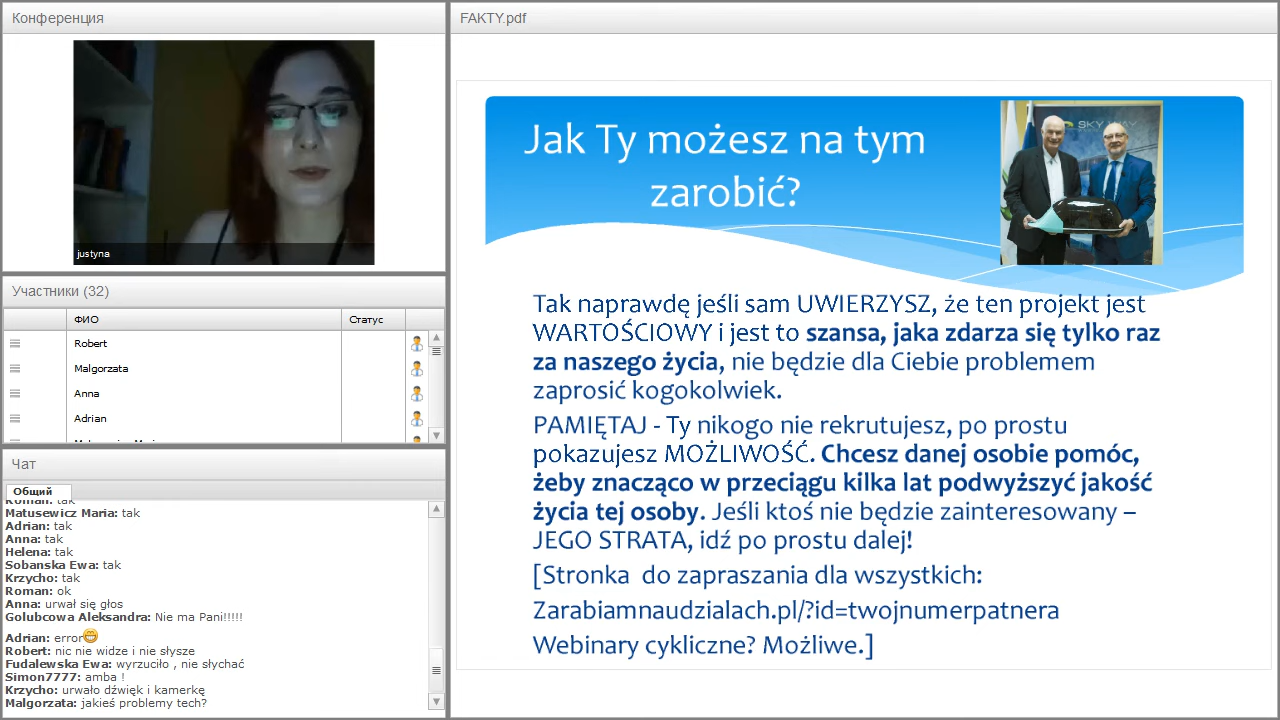 Конференция
justyna
Участники (32)
ФИО
Статус
Robert
Malgorzata
Anna
Adrian
Чат
Общий
Roman: tak
Matusewicz Maria: tak
Adrian: tak
Anna: tak
Helena: tak
Sobanska Ewa: tak
Krzycho: tak
Roman: ok
Anna: urwał się głos
Golubcowa Aleksandra: Nie ma Pani!!!!!
Adrian: error
Robert: nic nie widze i nie słysze
Fudalewska Ewa: wyrzuciło , nie słychać
Simon7777: amba !
Krzycho: urwało dźwięk i kamerkę
Malgorzata: jakieś problemy tech?
FAKTY.pdf
Jak Ty możesz na tym
zarobić?
SKY WAY
Tak naprawdę jeśli sam UWIERZYSZ, że ten projekt jest
WARTOŚCIOWY i jest to szansa, jaka zdarza się tylko raz
za naszego życia, nie będzie dla Ciebie problemem
zaprosić kogokolwiek.
PAMIĘTAJ - Ty nikogo nie rekrutujesz, po prostu
pokazujesz MOŻLIWOŚĆ. Chcesz danej osobie pomóc,
żeby znacząco w przeciągu kilka lat podwyższyć jakość
życia tej osoby. Jeśli ktoś nie będzie zainteresowany –
JEGO STRATA, idź po prostu dalej!
[Stronka do zapraszania dla wszystkich:
Zarabiamnaudzialach.pl/?id=twojnumerpatnera
Webinary cykliczne? Możliwe.]